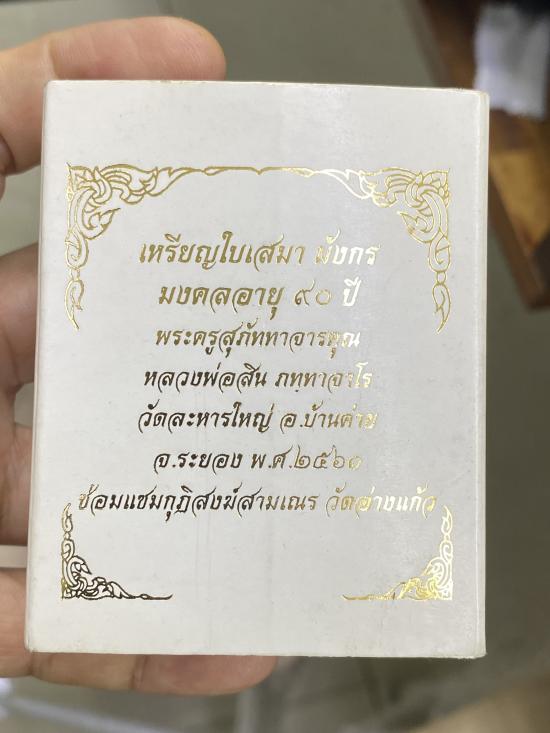 เหรียญใบเสมา มังกร
มงคลอายุ ๙๐ ปี
พระครูสุภัททาจารคุณ
หลวงพ่อสิน ภทฺทาจาโร
วัดละหารใหญ่ อ.บ้านค่าย
จ.ระยอง พ.ศ.๒๕๖๑
ซ้อมแซมกุฏิสงฆ์สามเณร วัดอ่างแก้ว